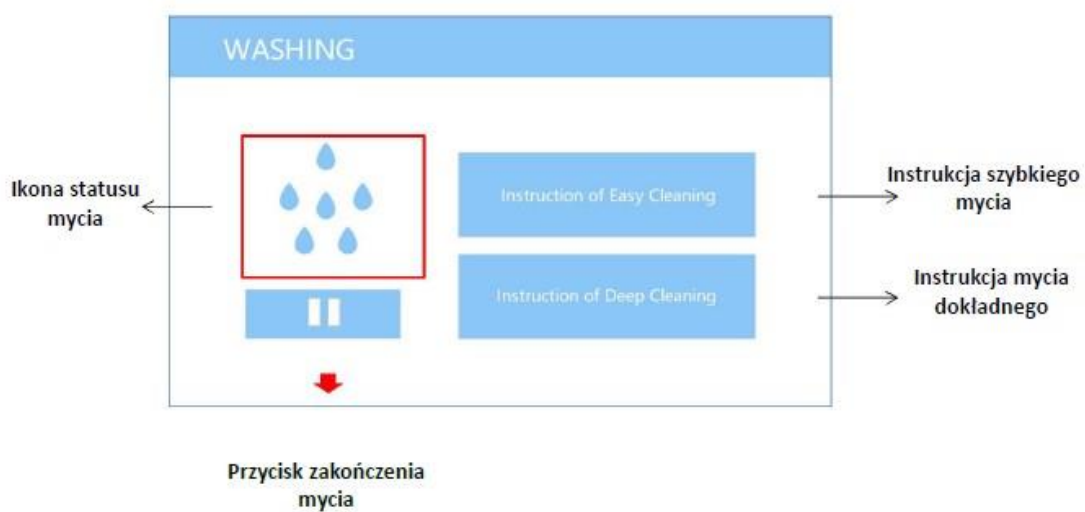 WASHING
Ikona statusu
mycia
Instruction of Easy Cleaning
Instrukcja szybkiego
mycia
Instruction of Deep Cleaning
Instrukcja mycia
dokładnego
Przycisk zakończenia
mycia